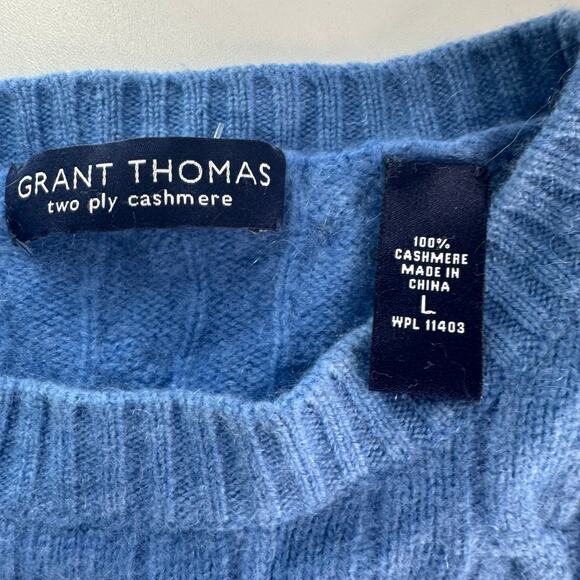 GRANT THOMAS
two ply cashmere
100%
CASHMERE
MADE IN
CHINA
L
WPL 11403